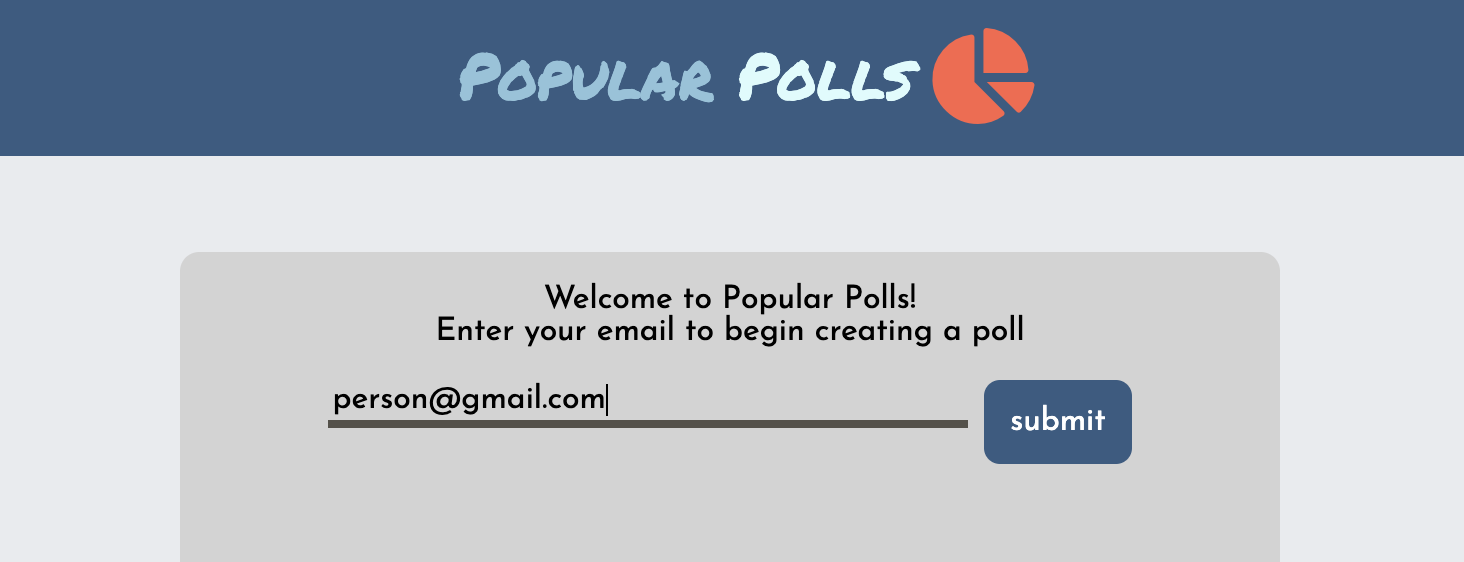 Popular Polls
Welcome to Popular Polls!
Enter your email to begin creating a poll
person@gmail.com
submit